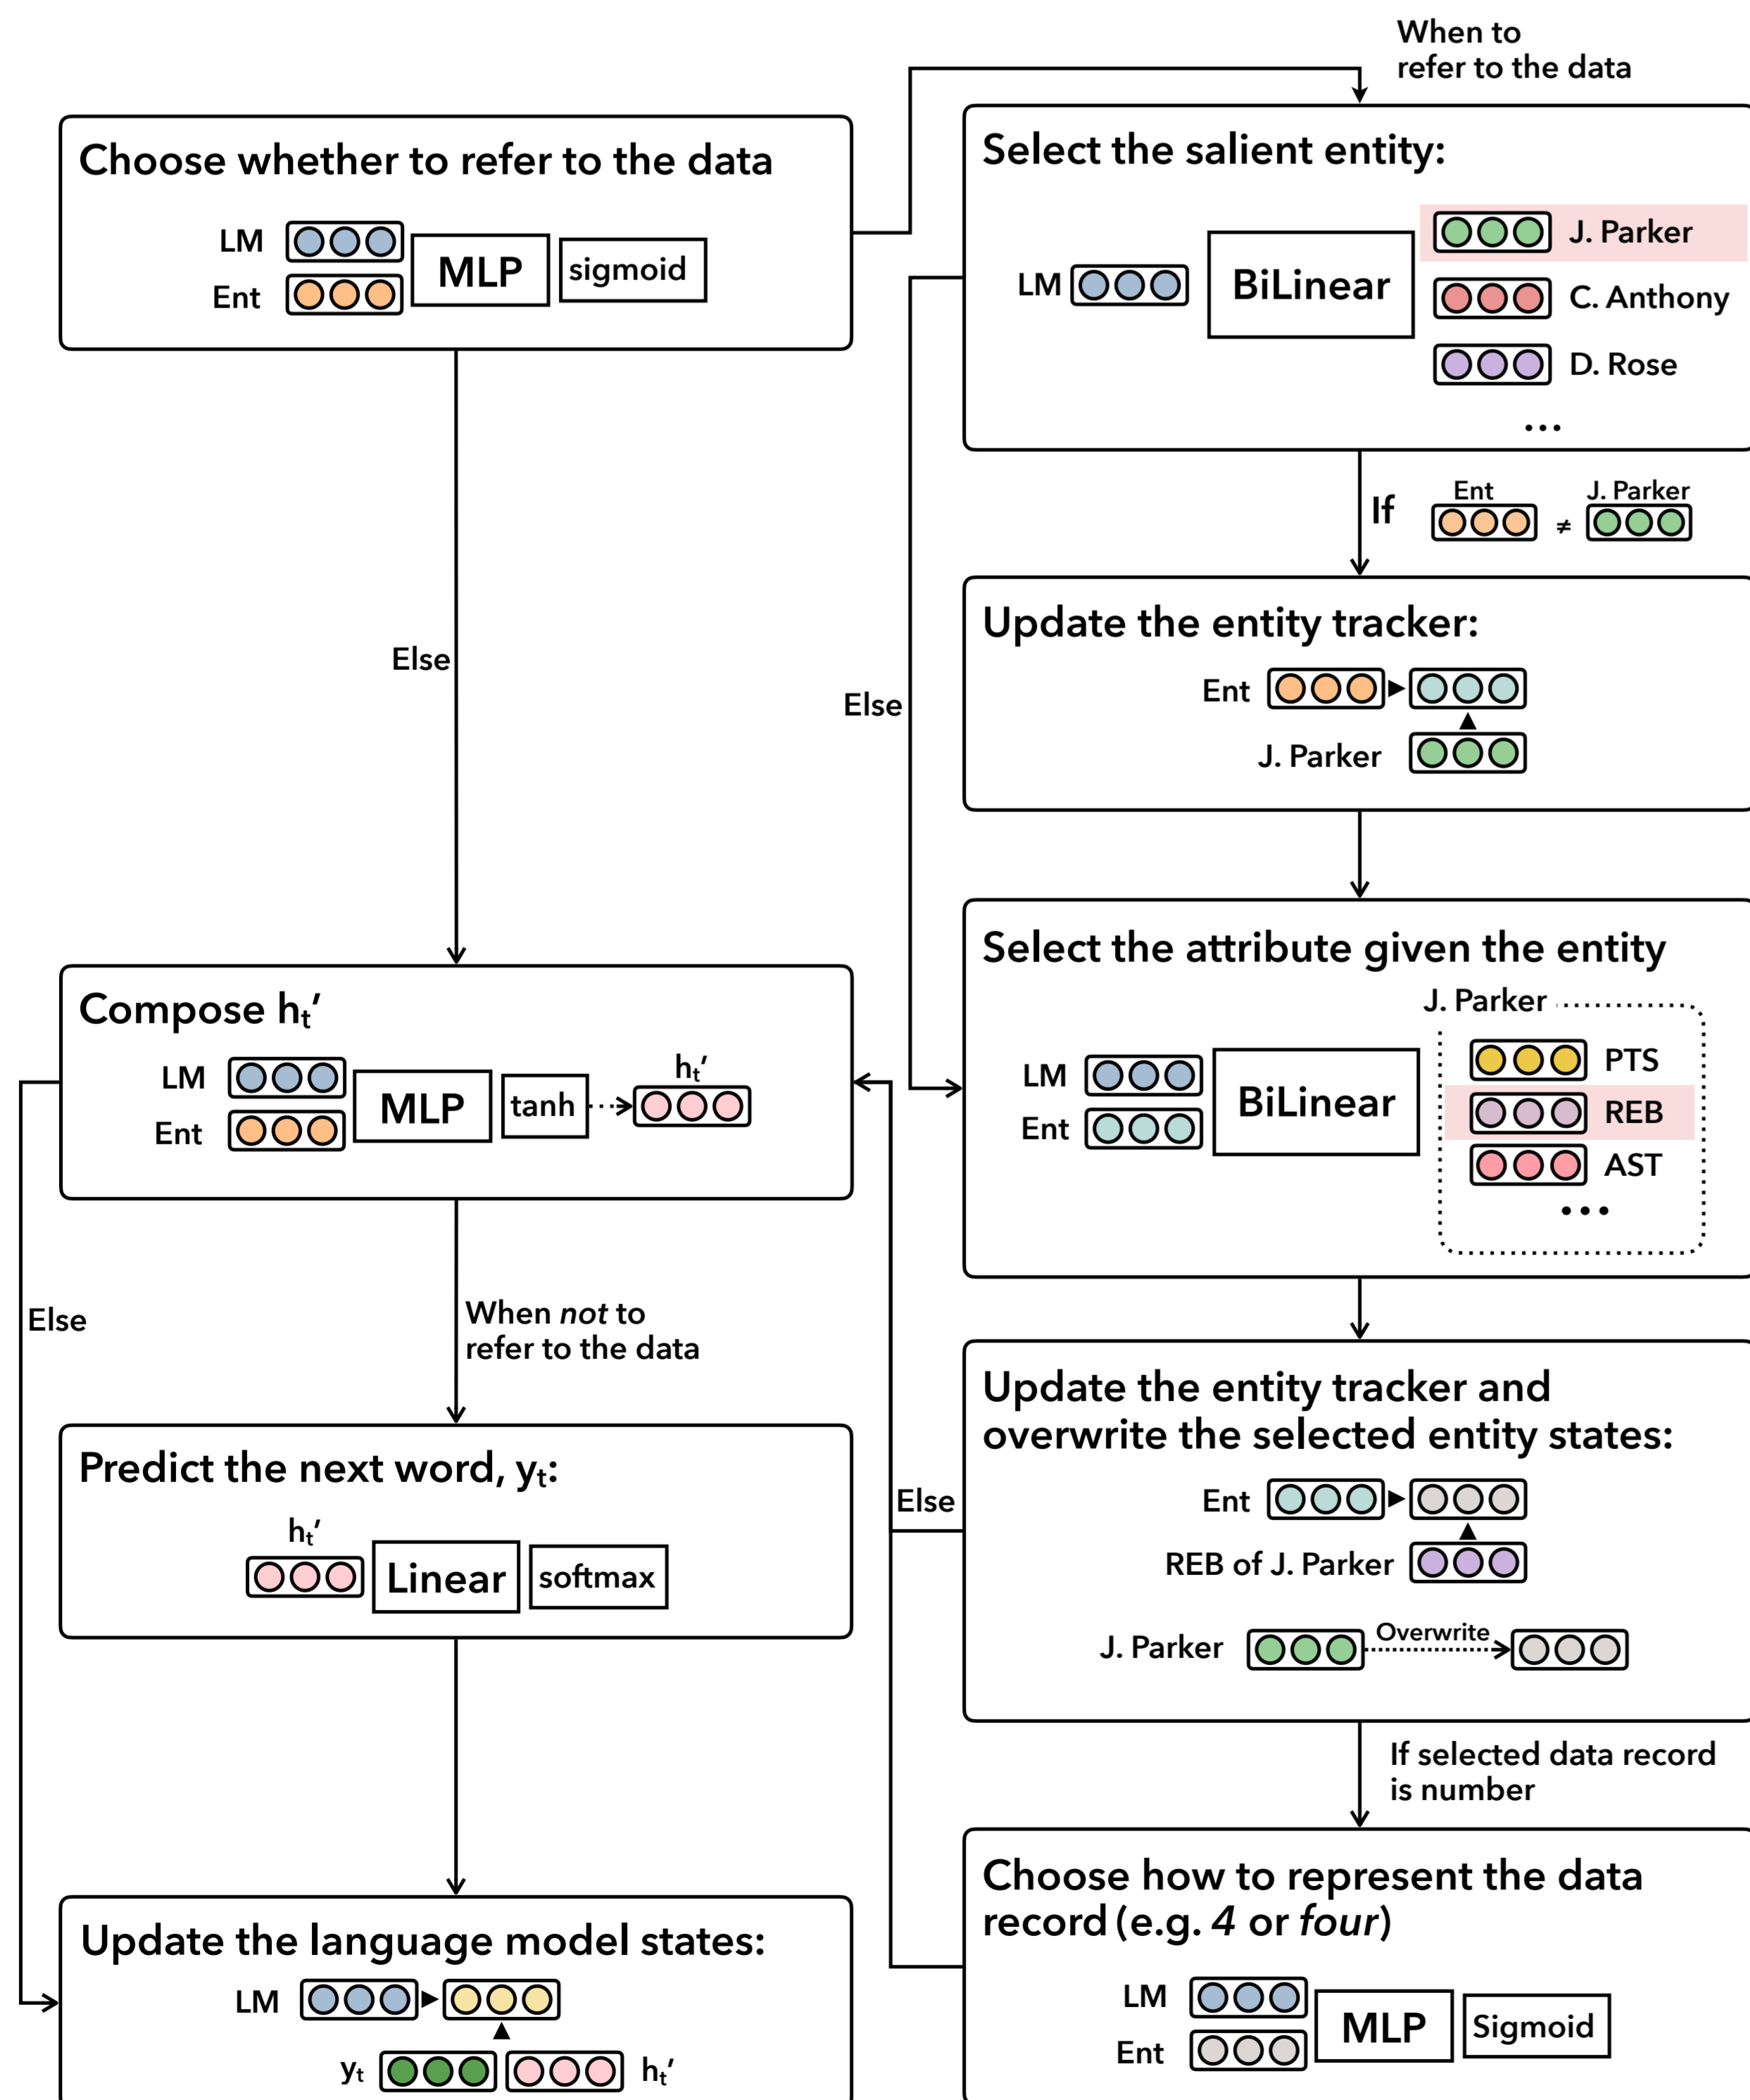 When to
refer to the data
Choose whether to refer to the data
LM
Ent
MLP
sigmoid
Select the salient entity:
LM
BiLinear
J. Parker
C. Anthony
D. Rose
...
If
Ent
≠
J. Parker
Else
Else
Update the entity tracker:
Ent
J. Parker
Select the attribute given the entity
J. Parker
LM
Ent
BiLinear
PTS
REB
AST
...
Compose hₜ′
LM
Ent
MLP
tanh
hₜ′
Else
When not to
refer to the data
Predict the next word, yₜ:
hₜ′
Linear
softmax
Else
Update the entity tracker and
overwrite the selected entity states:
Ent
REB of J. Parker
J. Parker
Overwrite
If selected data record
is number
Choose how to represent the data
record (e.g. 4 or four)
LM
Ent
MLP
Sigmoid
Update the language model states:
LM
yₜ
hₜ′